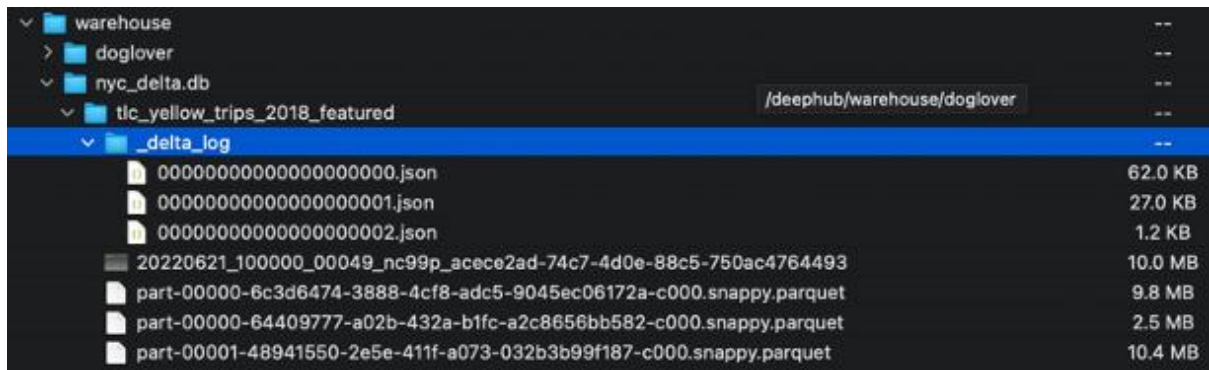 warehouse --
doglover --
nyc_delta.db --
/deephub/warehouse/doglover
tlc_yellow_trips_2018_featured --
_delta_log --
00000000000000000000.json 62.0 KB
00000000000000000001.json 27.0 KB
00000000000000000002.json 1.2 KB
20220621_100000_00049_nc99p_acece2ad-74c7-4d0e-88c5-750ac4764493 10.0 MB
part-00000-6c3d6474-3888-4cf8-adc5-9045ec06172a-c000.snappy.parquet 9.8 MB
part-00000-64409777-a02b-432a-b1fc-a2c8656bb582-c000.snappy.parquet 2.5 MB
part-00001-48941550-2e5e-411f-a073-032b3b99f187-c000.snappy.parquet 10.4 MB